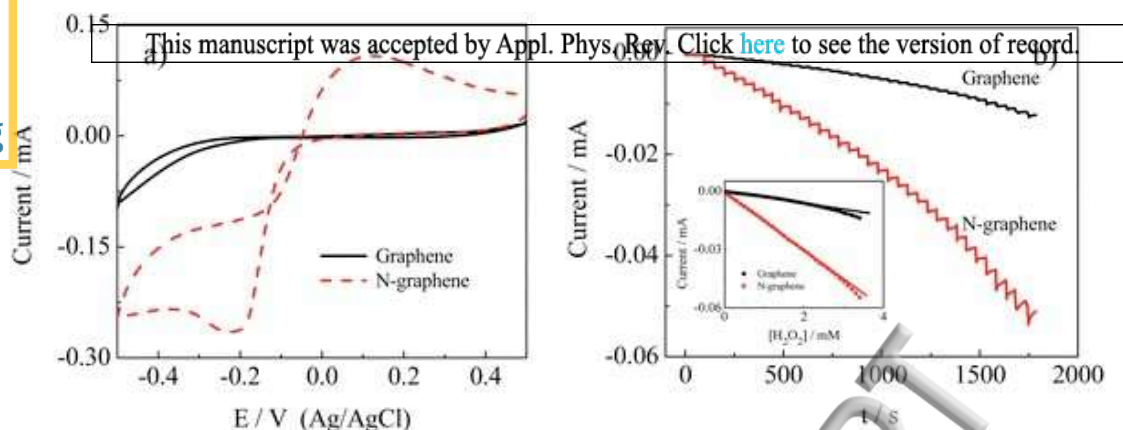 This manuscript was accepted by Appl. Phys. Rev. Click here to see the version of record.
a)
0.15
0.00
-0.15
-0.30
Current / mA
Graphene
N-graphene
-0.4 -0.2 0.0 0.2 0.4
E / V (Ag/AgCl)
b)
0.00
-0.02
-0.04
-0.06
Current / mA
Graphene
N-graphene
0.00
-0.03
-0.06
Current / mA
Graphene
N-graphene
0 2 4
[H₂O₂] / mM
0 500 1000 1500 2000
t / s
PT
g